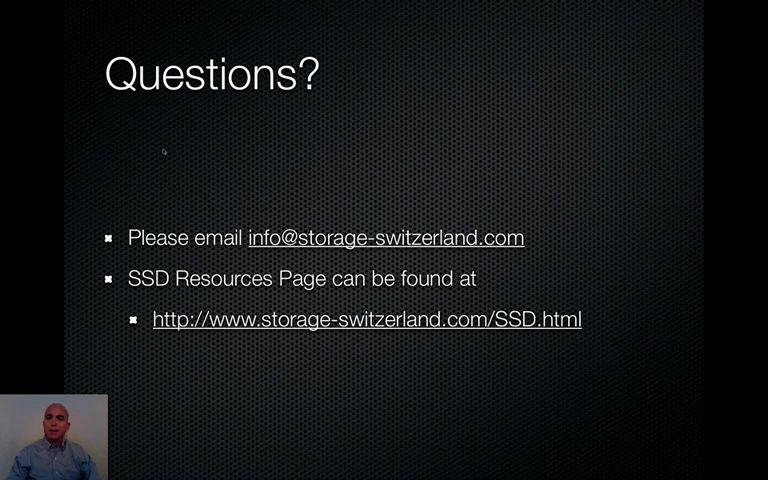 Questions?
Please email info@storage-switzerland.com
SSD Resources Page can be found at
http://www.storage-switzerland.com/SSD.html